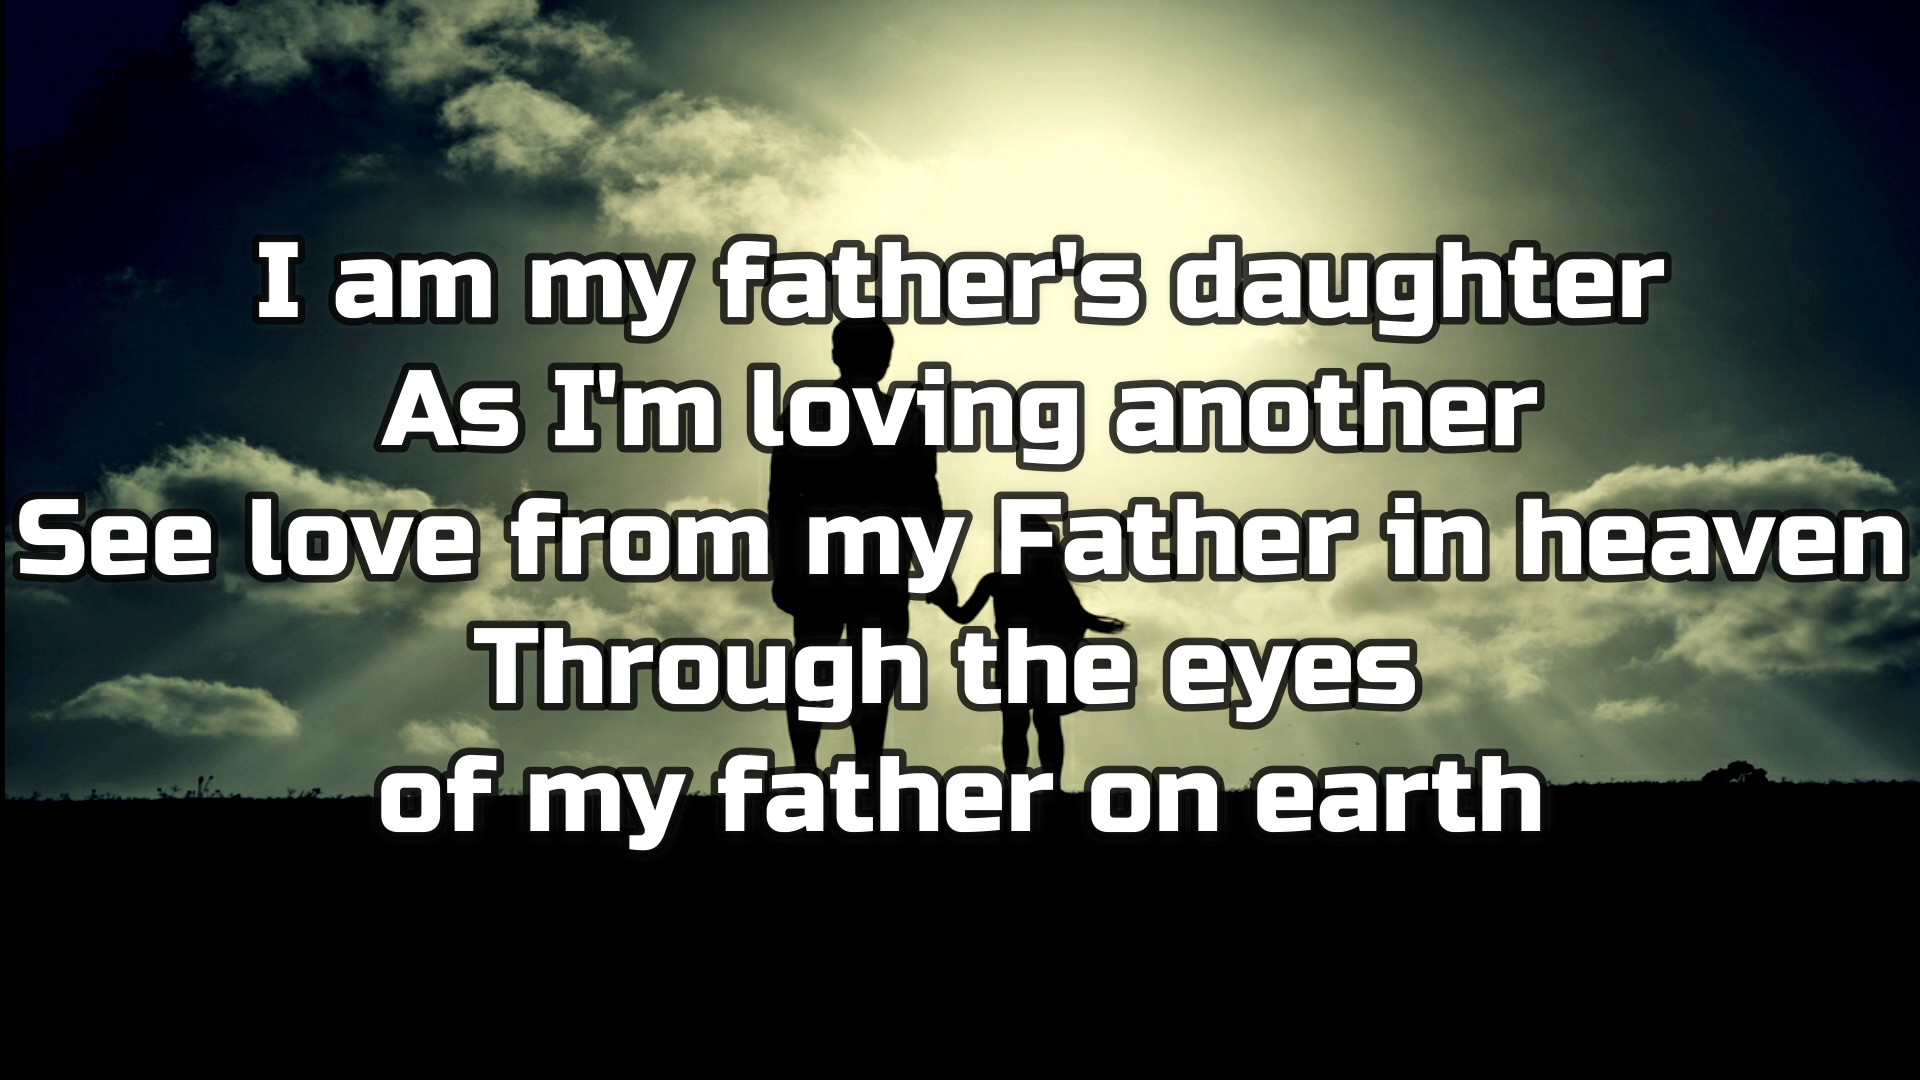 I am my father's daughter
As I'm loving another
See love from my Father in heaven
Through the eyes
of my father on earth